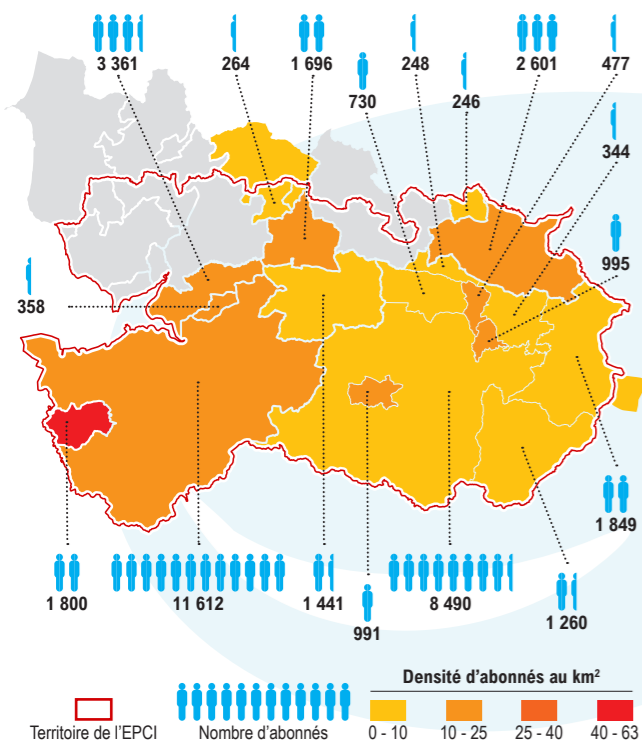 3 361
264
1 696
248
2 601
477
730
246
344
995
358
1 849
1 800
11 612
1 441
991
8 490
1 260
Densité d'abonnés au km²
Territoire de l'EPCI
Nombre d'abonnés
0 - 10
10 - 25
25 - 40
40 - 63